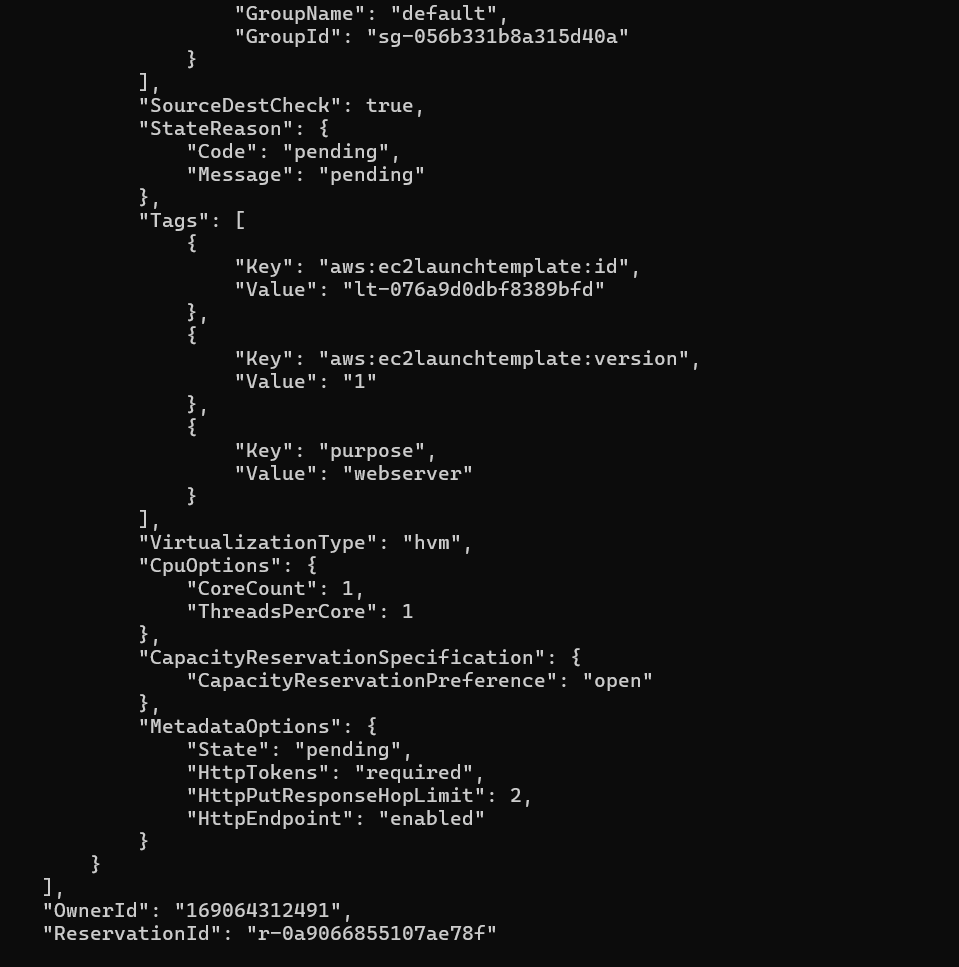 "GroupName": "default",
                "GroupId": "sg-056b331b8a315d40a"
            }
        ],
        "SourceDestCheck": true,
        "StateReason": {
            "Code": "pending",
            "Message": "pending"
        },
        "Tags": [
            {
                "Key": "aws:ec2launchtemplate:id",
                "Value": "lt-076a9d0dbf8389bfd"
            },
            {
                "Key": "aws:ec2launchtemplate:version",
                "Value": "1"
            },
            {
                "Key": "purpose",
                "Value": "webserver"
            }
        ],
        "VirtualizationType": "hvm",
        "CpuOptions": {
            "CoreCount": 1,
            "ThreadsPerCore": 1
        },
        "CapacityReservationSpecification": {
            "CapacityReservationPreference": "open"
        },
        "MetadataOptions": {
            "State": "pending",
            "HttpTokens": "required",
            "HttpPutResponseHopLimit": 2,
            "HttpEndpoint": "enabled"
        }
    }
],
"OwnerId": "169064312491",
"ReservationId": "r-0a9066855107ae78f"